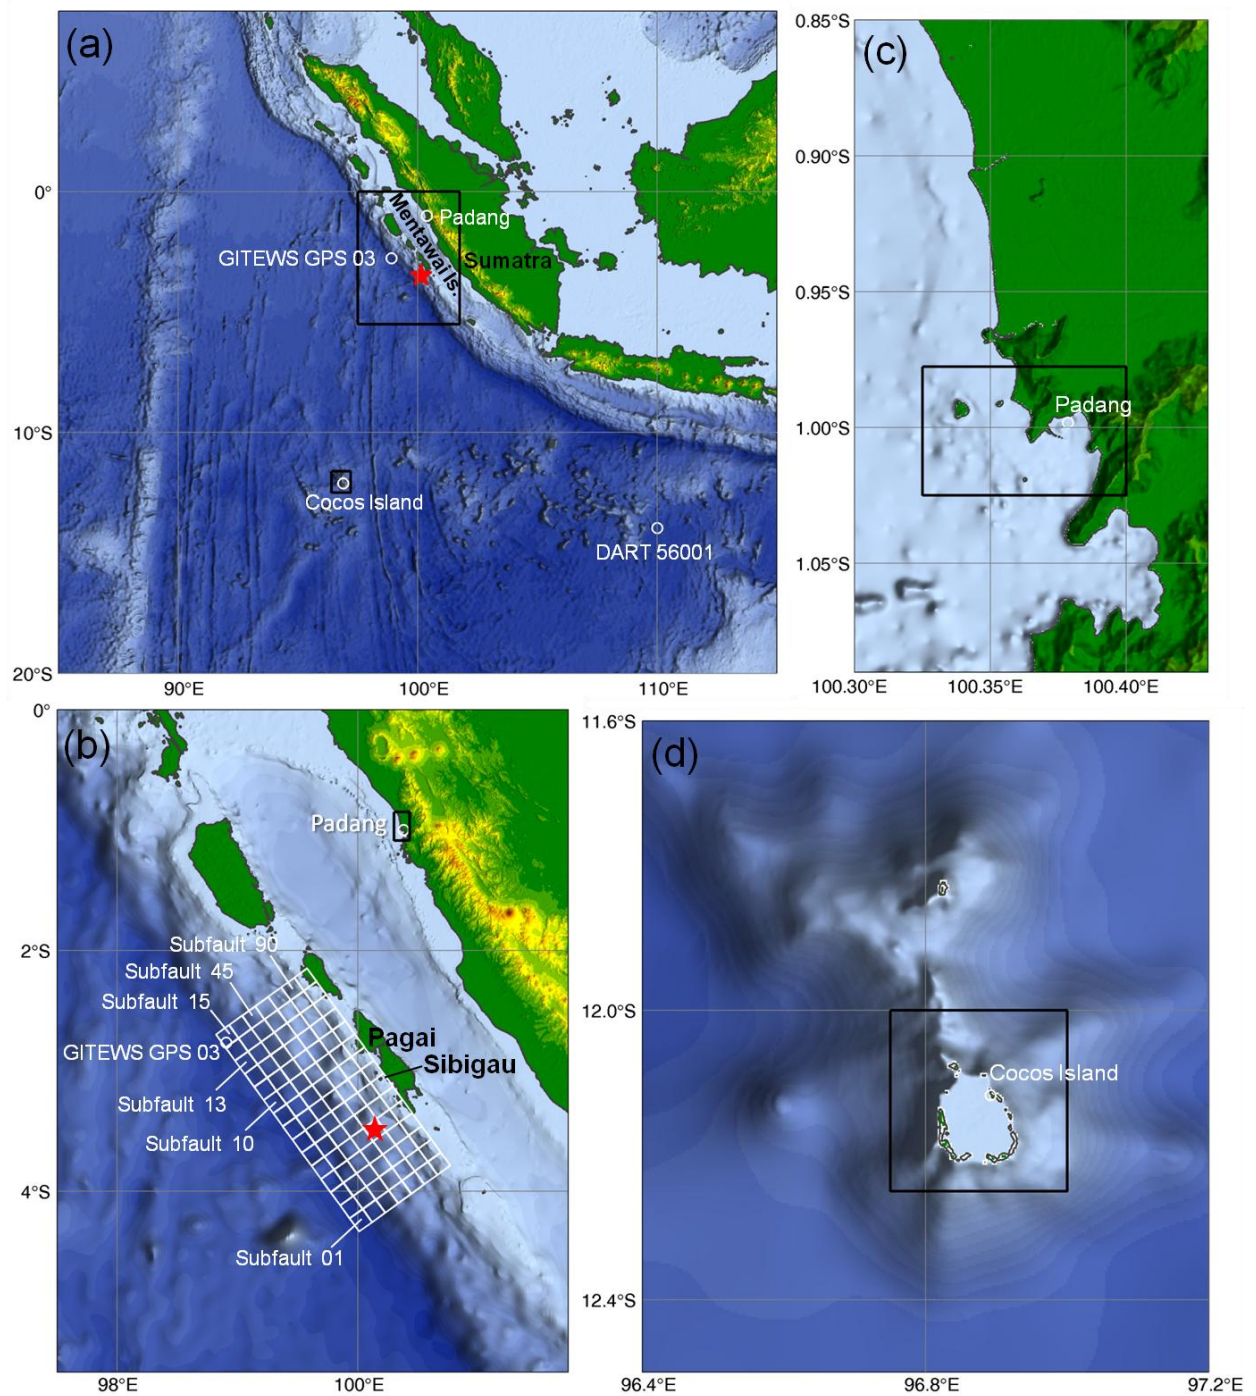 (a)
0°
10°S
20°S
90°E
100°E
110°E
Mentawai Is.
Padang
GITEWS GPS 03
Sumatra
Cocos Island
DART 56001
(c)
0.85°S
0.90°S
0.95°S
1.00°S
1.05°S
100.30°E
100.35°E
100.40°E
Padang
(b)
0°
2°S
4°S
98°E
100°E
Padang
Subfault 90
Subfault 45
Subfault 15
GITEWS GPS 03
Pagai
Sibigau
Subfault 13
Subfault 10
Subfault 01
(d)
11.6°S
12.0°S
12.4°S
96.4°E
96.8°E
97.2°E
Cocos Island